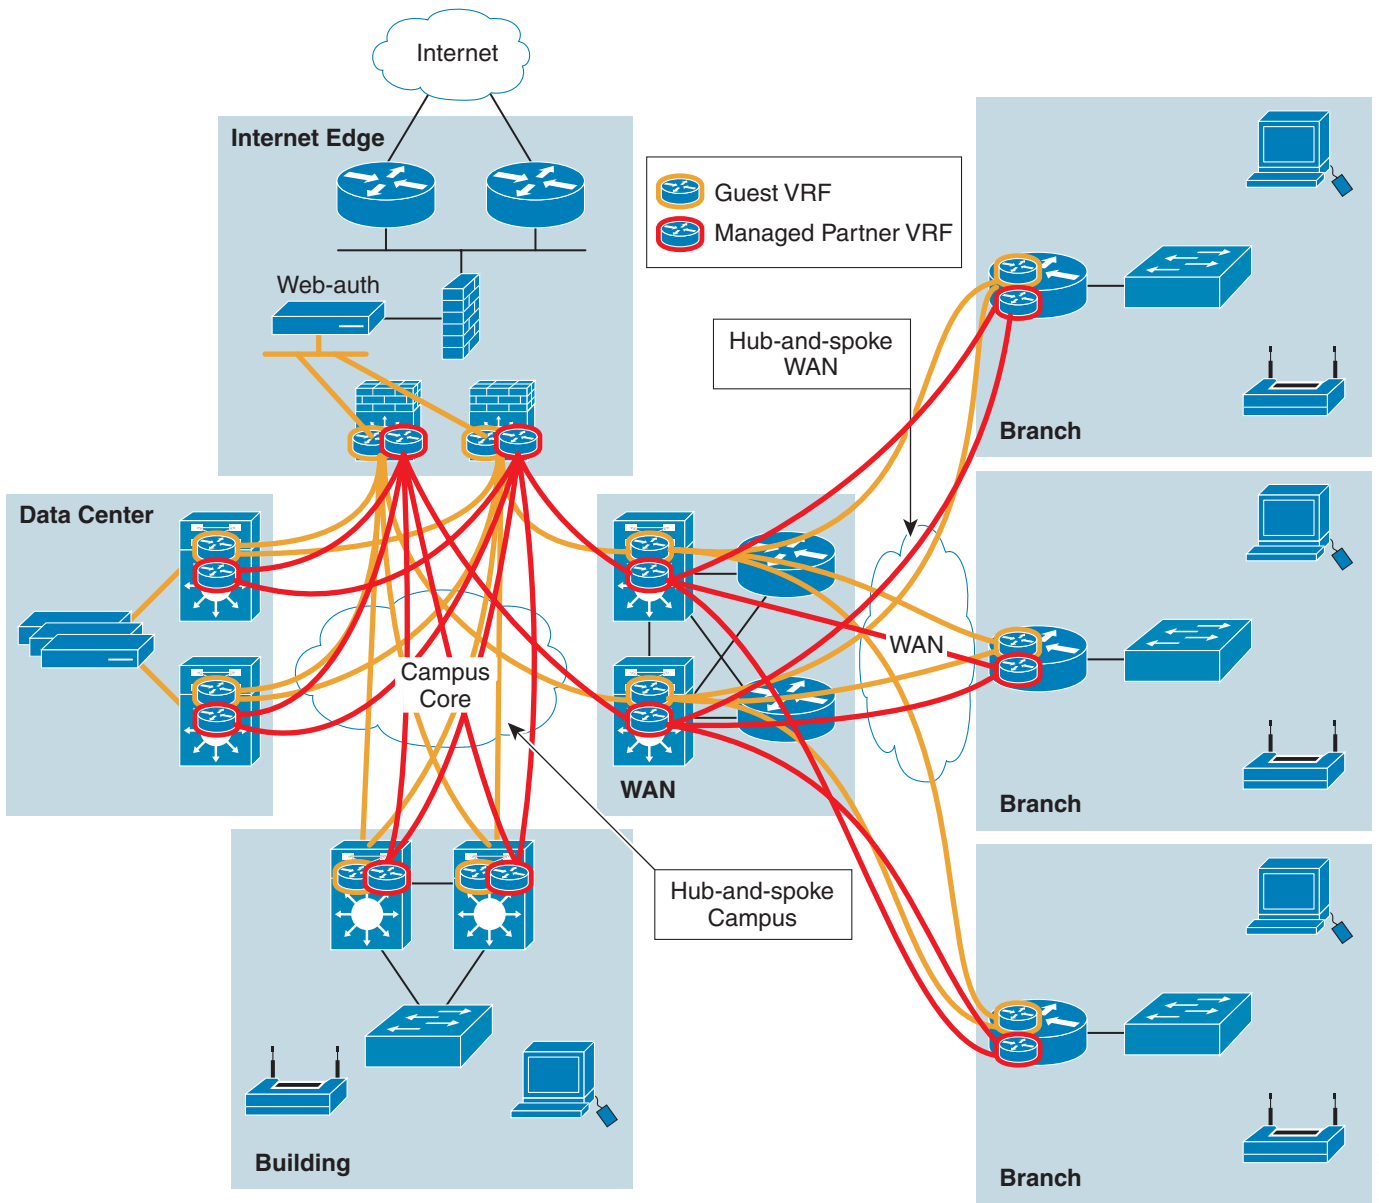 Internet
Internet Edge
Guest VRF
Managed Partner VRF
Web-auth
Hub-and-spoke
WAN
Branch
Data Center
Campus
Core
WAN
WAN
Branch
Hub-and-spoke
Campus
Building
Branch